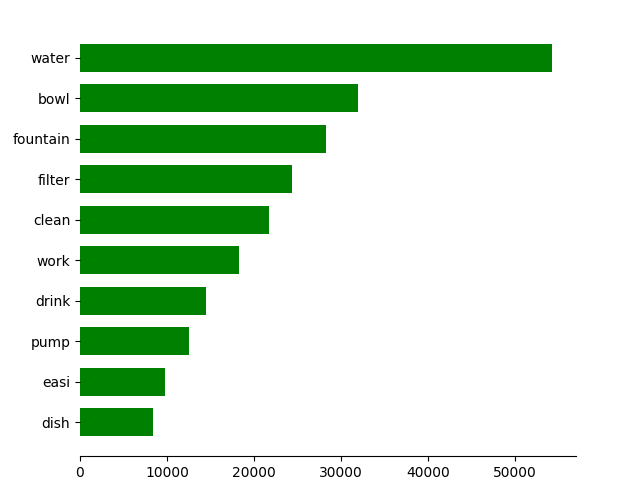 water
bowl
fountain
filter
clean
work
drink
pump
easi
dish
0 10000 20000 30000 40000 50000